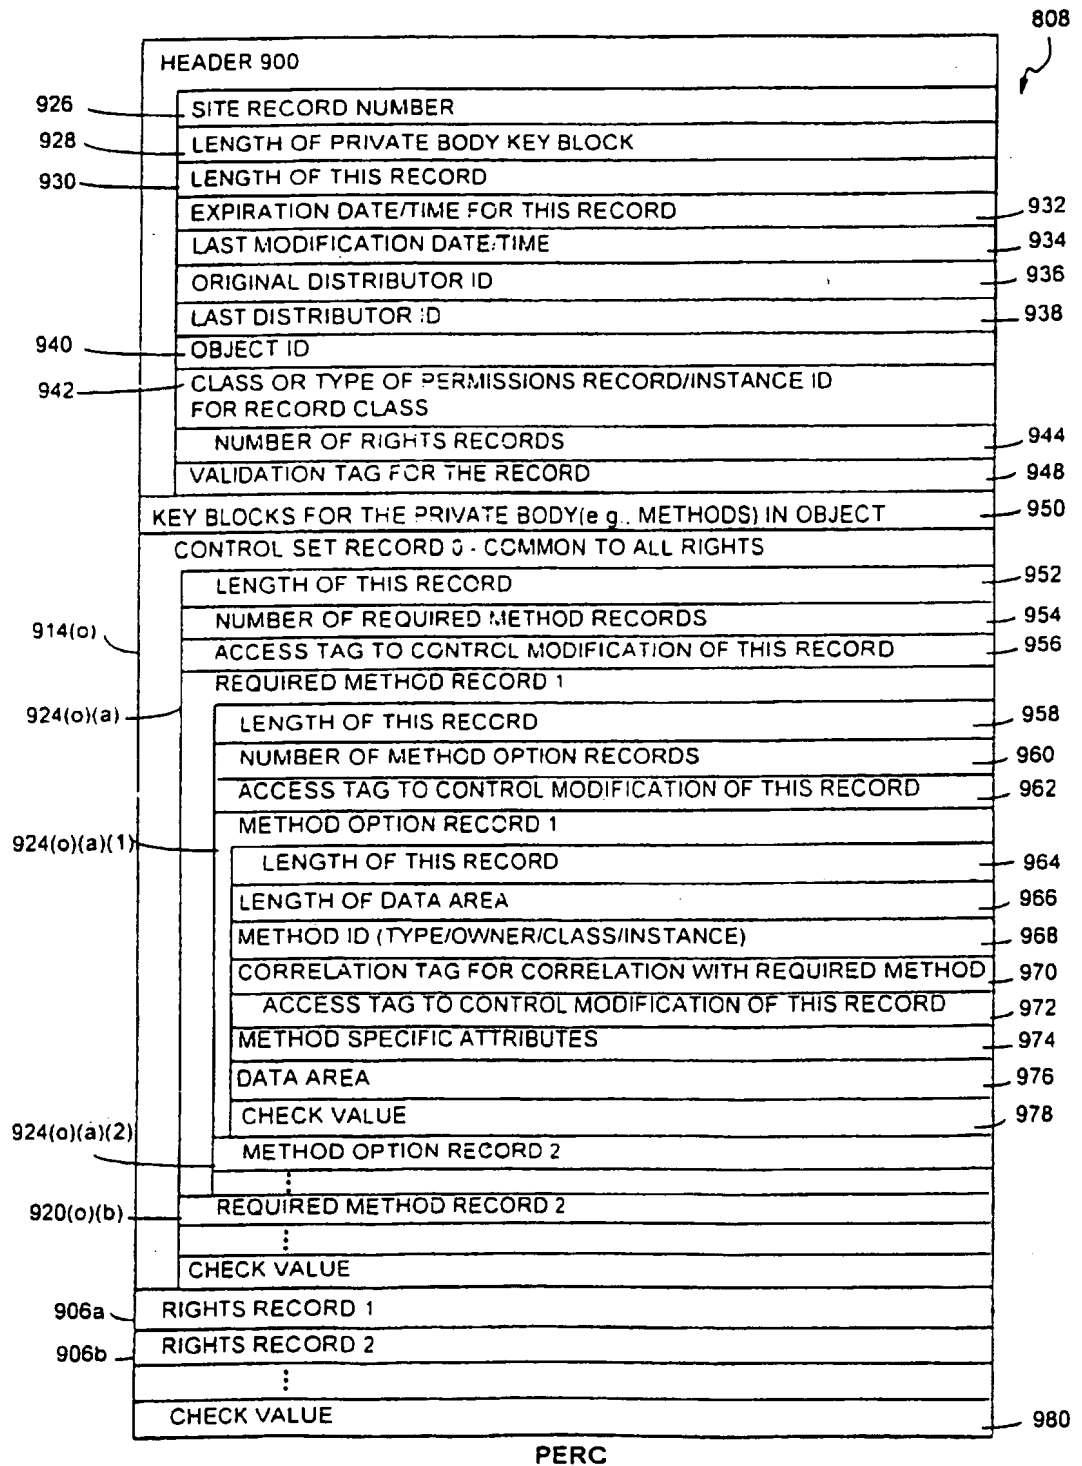 808
HEADER 900
926 SITE RECORD NUMBER
928 LENGTH OF PRIVATE BODY KEY BLOCK
930 LENGTH OF THIS RECORD
EXPIRATION DATE/TIME FOR THIS RECORD 932
LAST MODIFICATION DATE/TIME 934
ORIGINAL DISTRIBUTOR ID 936
LAST DISTRIBUTOR ID 938
940 OBJECT ID
942 CLASS OR TYPE OF PERMISSIONS RECORD/INSTANCE ID
FOR RECORD CLASS
NUMBER OF RIGHTS RECORDS 944
VALIDATION TAG FOR THE RECORD 948
KEY BLOCKS FOR THE PRIVATE BODY(e g., METHODS) IN OBJECT 950
CONTROL SET RECORD 0 - COMMON TO ALL RIGHTS
LENGTH OF THIS RECORD 952
NUMBER OF REQUIRED METHOD RECORDS 954
914(o)
ACCESS TAG TO CONTROL MODIFICATION OF THIS RECORD 956
REQUIRED METHOD RECORD 1
924(o)(a)
LENGTH OF THIS RECORD 958
NUMBER OF METHOD OPTION RECORDS 960
ACCESS TAG TO CONTROL MODIFICATION OF THIS RECORD 962
METHOD OPTION RECORD 1
924(o)(a)(1)
LENGTH OF THIS RECORD 964
LENGTH OF DATA AREA 966
METHOD ID (TYPE/OWNER/CLASS/INSTANCE) 968
CORRELATION TAG FOR CORRELATION WITH REQUIRED METHOD 970
ACCESS TAG TO CONTROL MODIFICATION OF THIS RECORD 972
METHOD SPECIFIC ATTRIBUTES 974
DATA AREA 976
CHECK VALUE 978
924(o)(a)(2)
METHOD OPTION RECORD 2
920(o)(b) REQUIRED METHOD RECORD 2
CHECK VALUE
906a RIGHTS RECORD 1
906b RIGHTS RECORD 2
CHECK VALUE 980
PERC